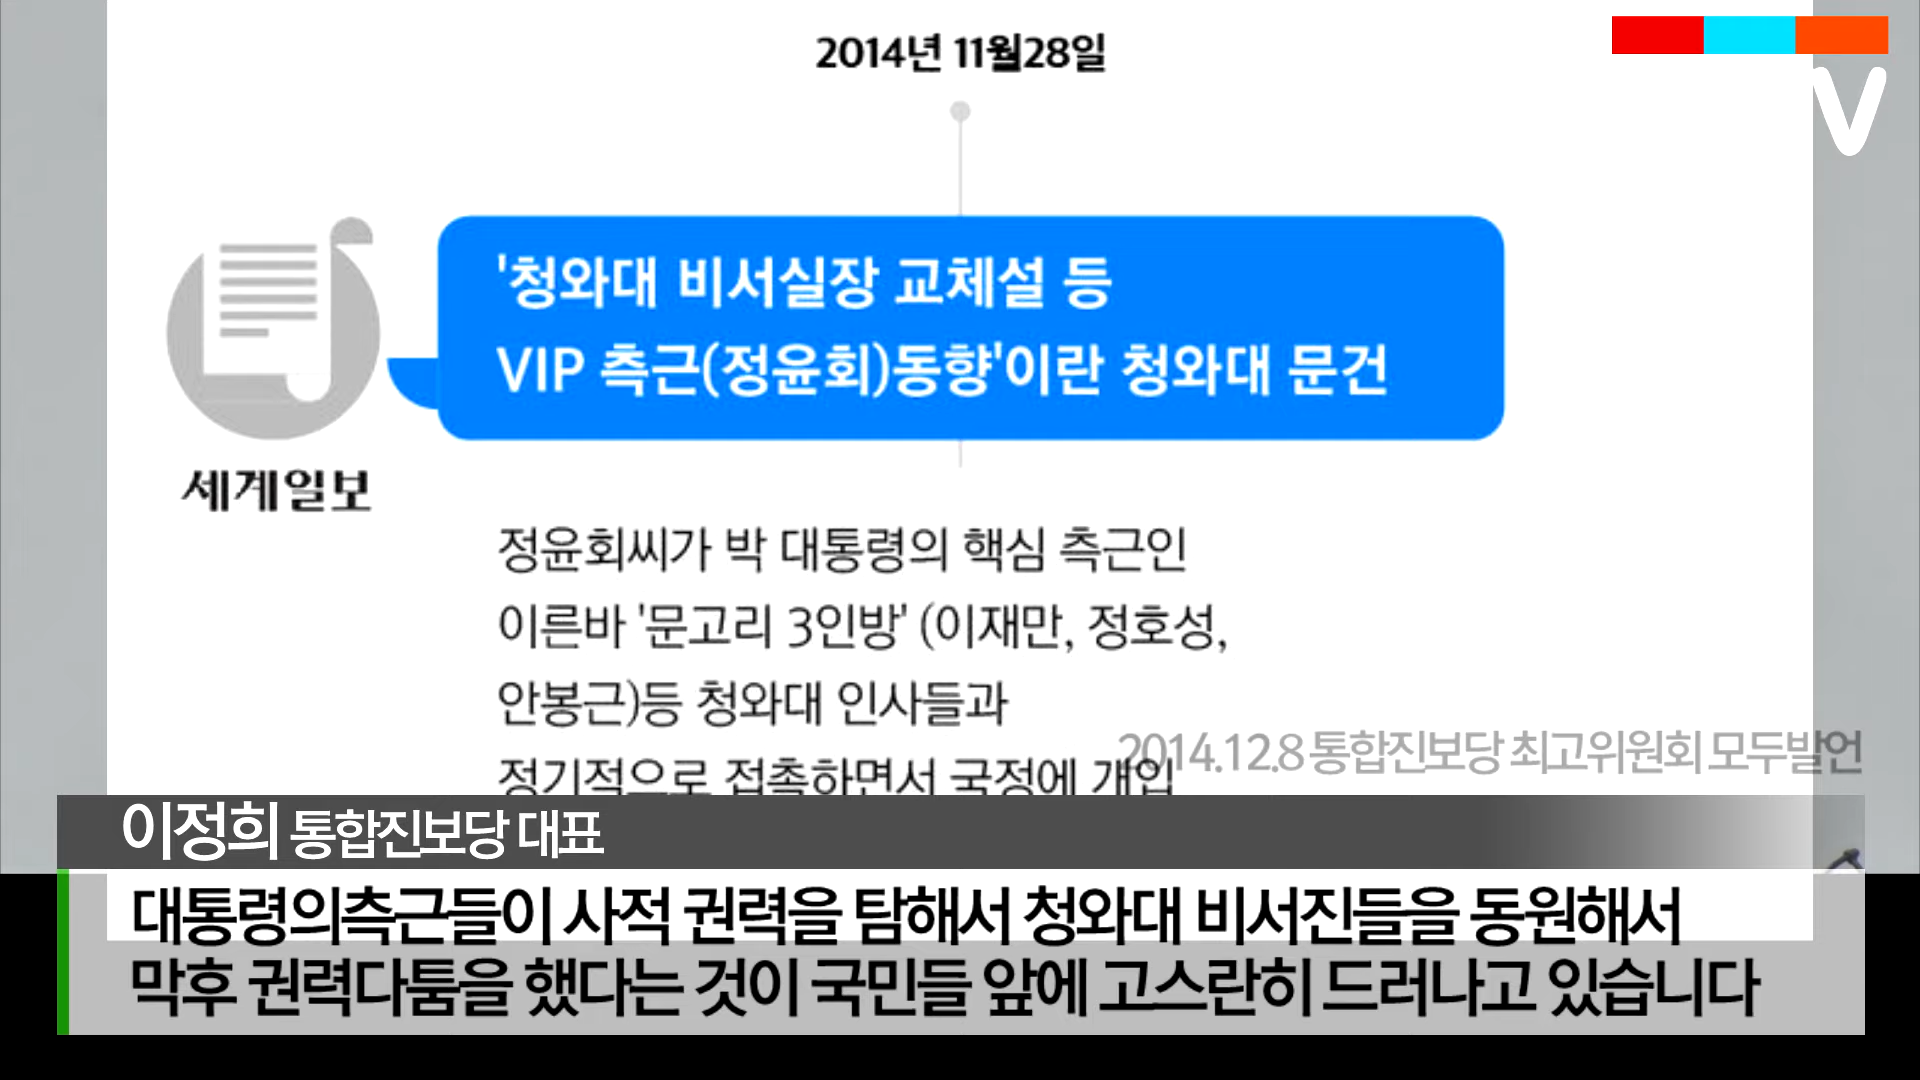 2014년 11월28일
V
'청와대 비서실장 교체설 등
VIP 측근(정윤회)동향'이란 청와대 문건
세계일보
정윤회씨가 박 대통령의 핵심 측근인
이른바 '문고리 3인방' (이재만, 정호성,
안봉근)등 청와대 인사들과
정기적으로 접촉하면서 국정에 개입
2014.12.8 통합진보당 최고위원회 모두발언
이정희 통합진보당 대표
대통령의측근들이 사적 권력을 탐해서 청와대 비서진들을 동원해서
막후 권력다툼을 했다는 것이 국민들 앞에 고스란히 드러나고 있습니다